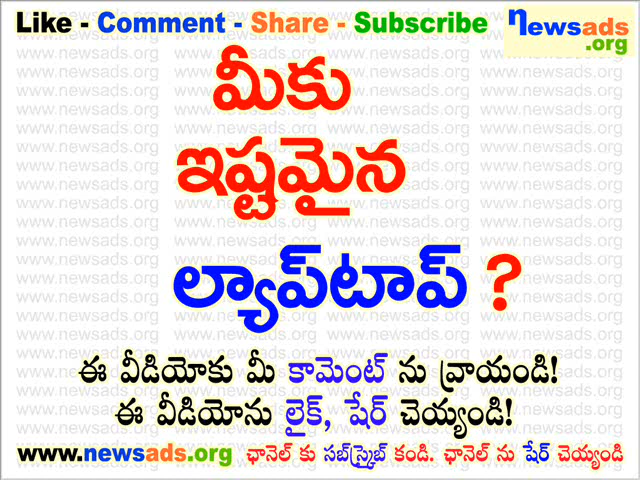 Like - Comment - Share - Subscribe
newsads
.org
మీకు
ఇష్టమైన
ల్యాప్‌టాప్ ?
ఈ వీడియోకు మీ కామెంట్ ను వ్రాయండి!
ఈ వీడియోను లైక్, షేర్ చెయ్యండి!
www.newsads.org ఛానెల్ కు సబ్‌స్క్రైబ్ కండి. ఛానెల్ ను షేర్ చెయ్యండి